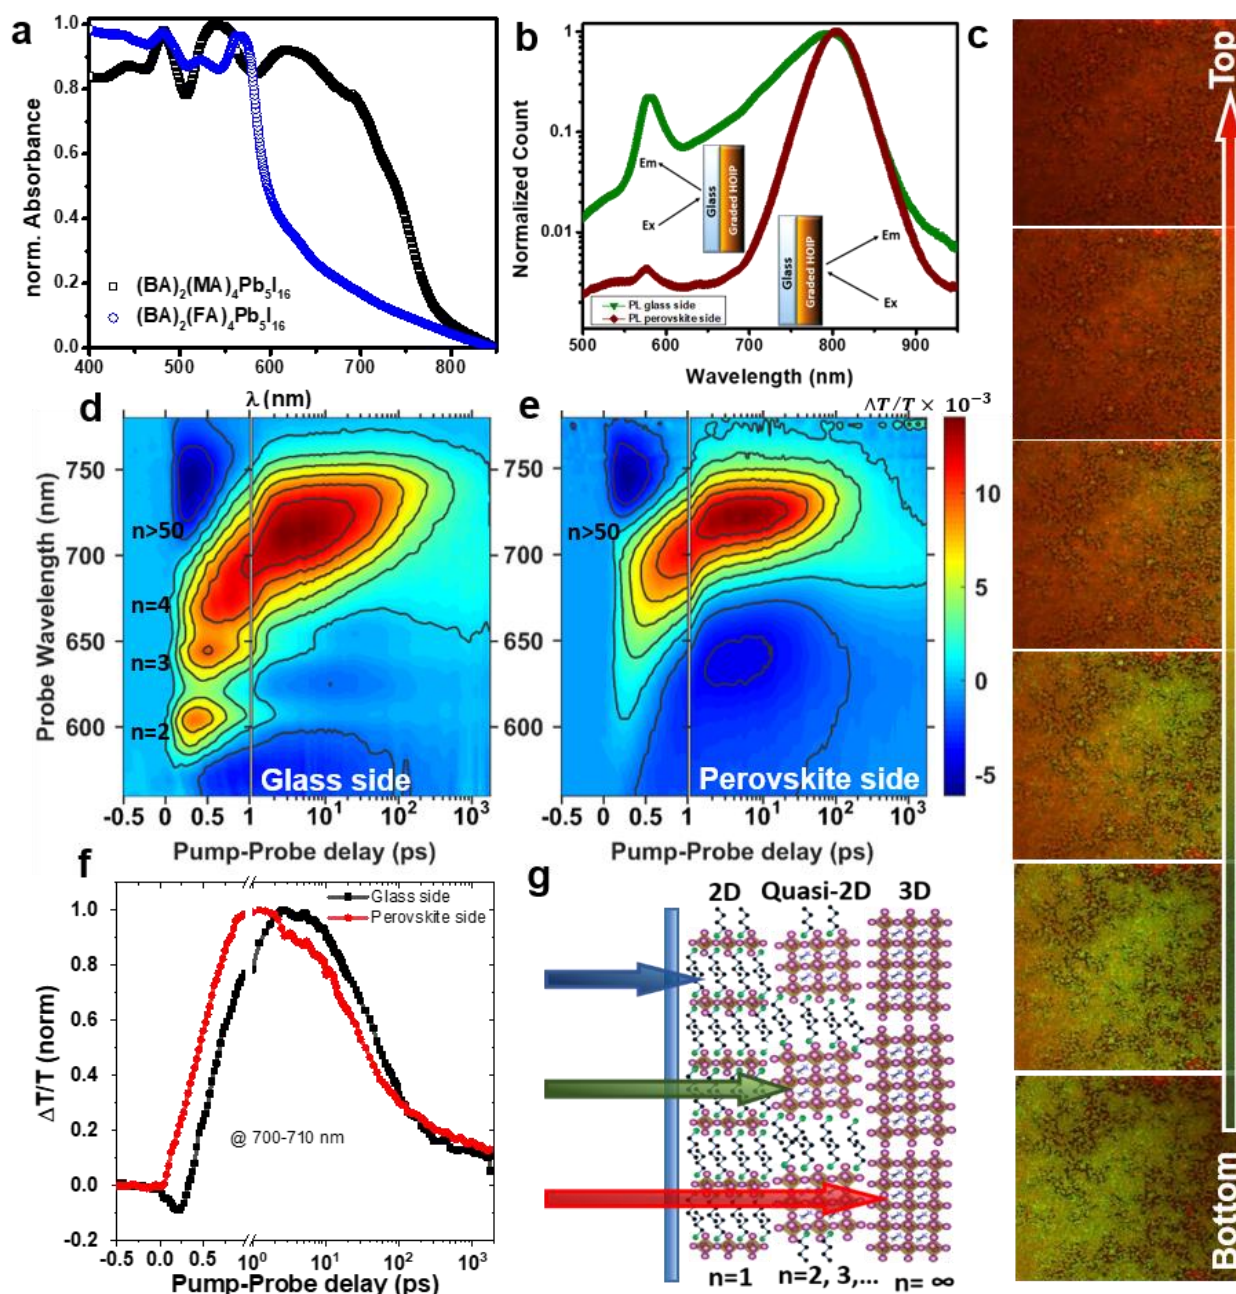 a
norm. Absorbance
1.0
0.8
0.6
0.4
0.2
0.0
(BA)₂(MA)₄Pb₅I₁₆
(BA)₂(FA)₄Pb₅I₁₆
400 500 600 700 800
λ (nm)
b
Normalized Count
1
0.1
0.01
Em
Ex
Glass
Graded HOIP
Glass
Graded HOIP
Em
Ex
PL glass side
PL perovskite side
500 600 700 800 900
Wavelength (nm)
c
Top
Bottom
d
Probe Wavelength (nm)
750
700
650
600
n>50
n=4
n=3
n=2
Glass side
-0.5 0 0.5 1 10¹ 10² 10³
Pump-Probe delay (ps)
e
ΛT/T × 10⁻³
750
700
650
600
n>50
Perovskite side
-0.5 0 0.5 1 10¹ 10² 10³
Pump-Probe delay (ps)
10
5
0
-5
f
ΔT/T (norm)
1.0
0.8
0.6
0.4
0.2
0.0
-0.2
Glass side
Perovskite side
@ 700-710 nm
-0.5 0.0 0.5 10⁰ 10¹ 10² 10³
Pump-Probe delay (ps)
g
2D Quasi-2D 3D
n=1 n=2, 3,... n= ∞